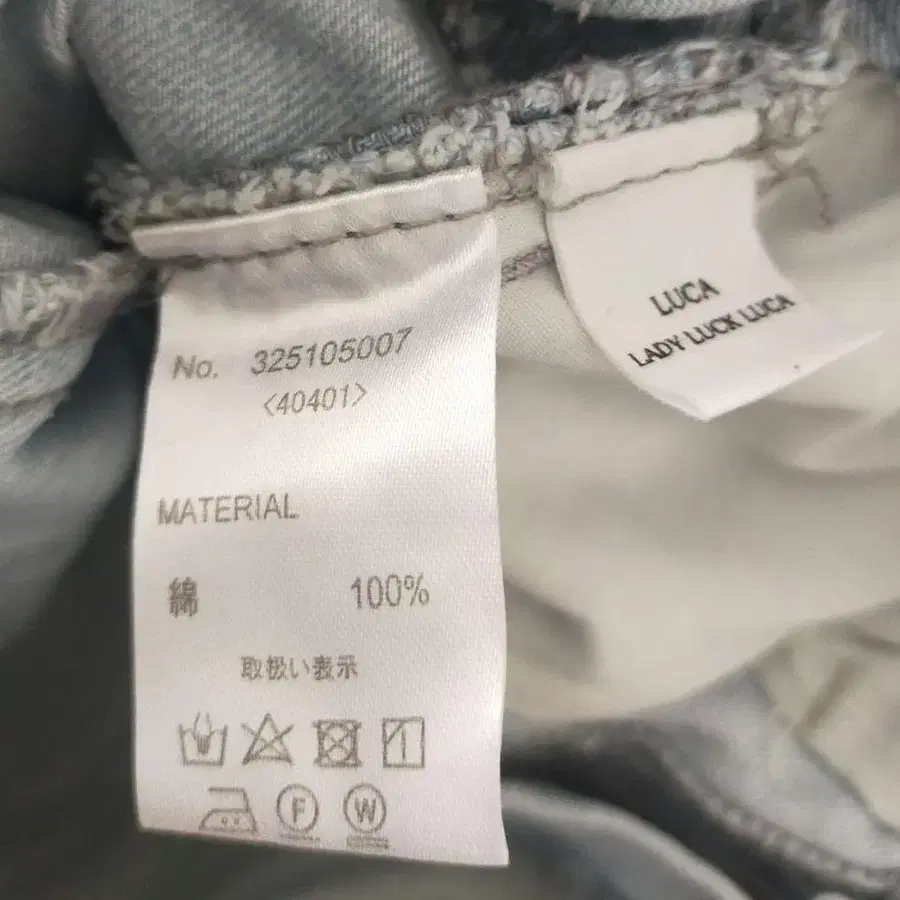 No. 325105007
<40401>
MATERIAL
綿 100%
取扱い表示
F W
LUCA
LADY LUCK LUCA